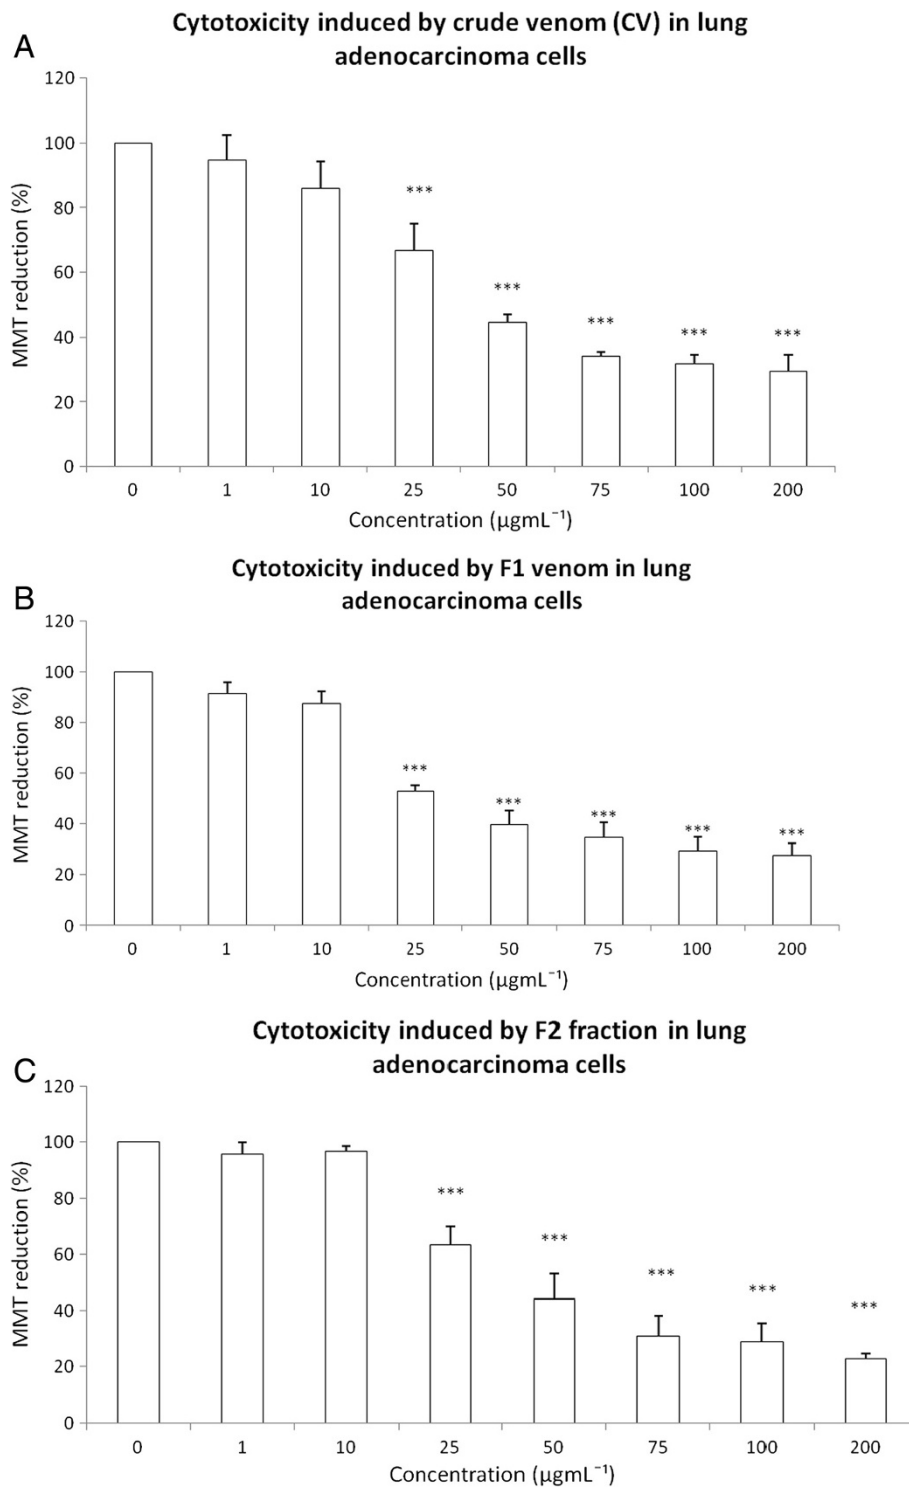 A
Cytotoxicity induced by crude venom (CV) in lung
adenocarcinoma cells
120
100
80
60
40
20
0
MMT reduction (%)
***
***
***
***
***
0 1 10 25 50 75 100 200
Concentration (µgmL⁻¹)
B
Cytotoxicity induced by F1 venom in lung
adenocarcinoma cells
120
100
80
60
40
20
0
MMT reduction (%)
***
***
***
***
***
0 1 10 25 50 75 100 200
Concentration (µgmL⁻¹)
C
Cytotoxicity induced by F2 fraction in lung
adenocarcinoma cells
120
100
80
60
40
20
0
MMT reduction (%)
***
***
***
***
***
0 1 10 25 50 75 100 200
Concentration (µgmL⁻¹)